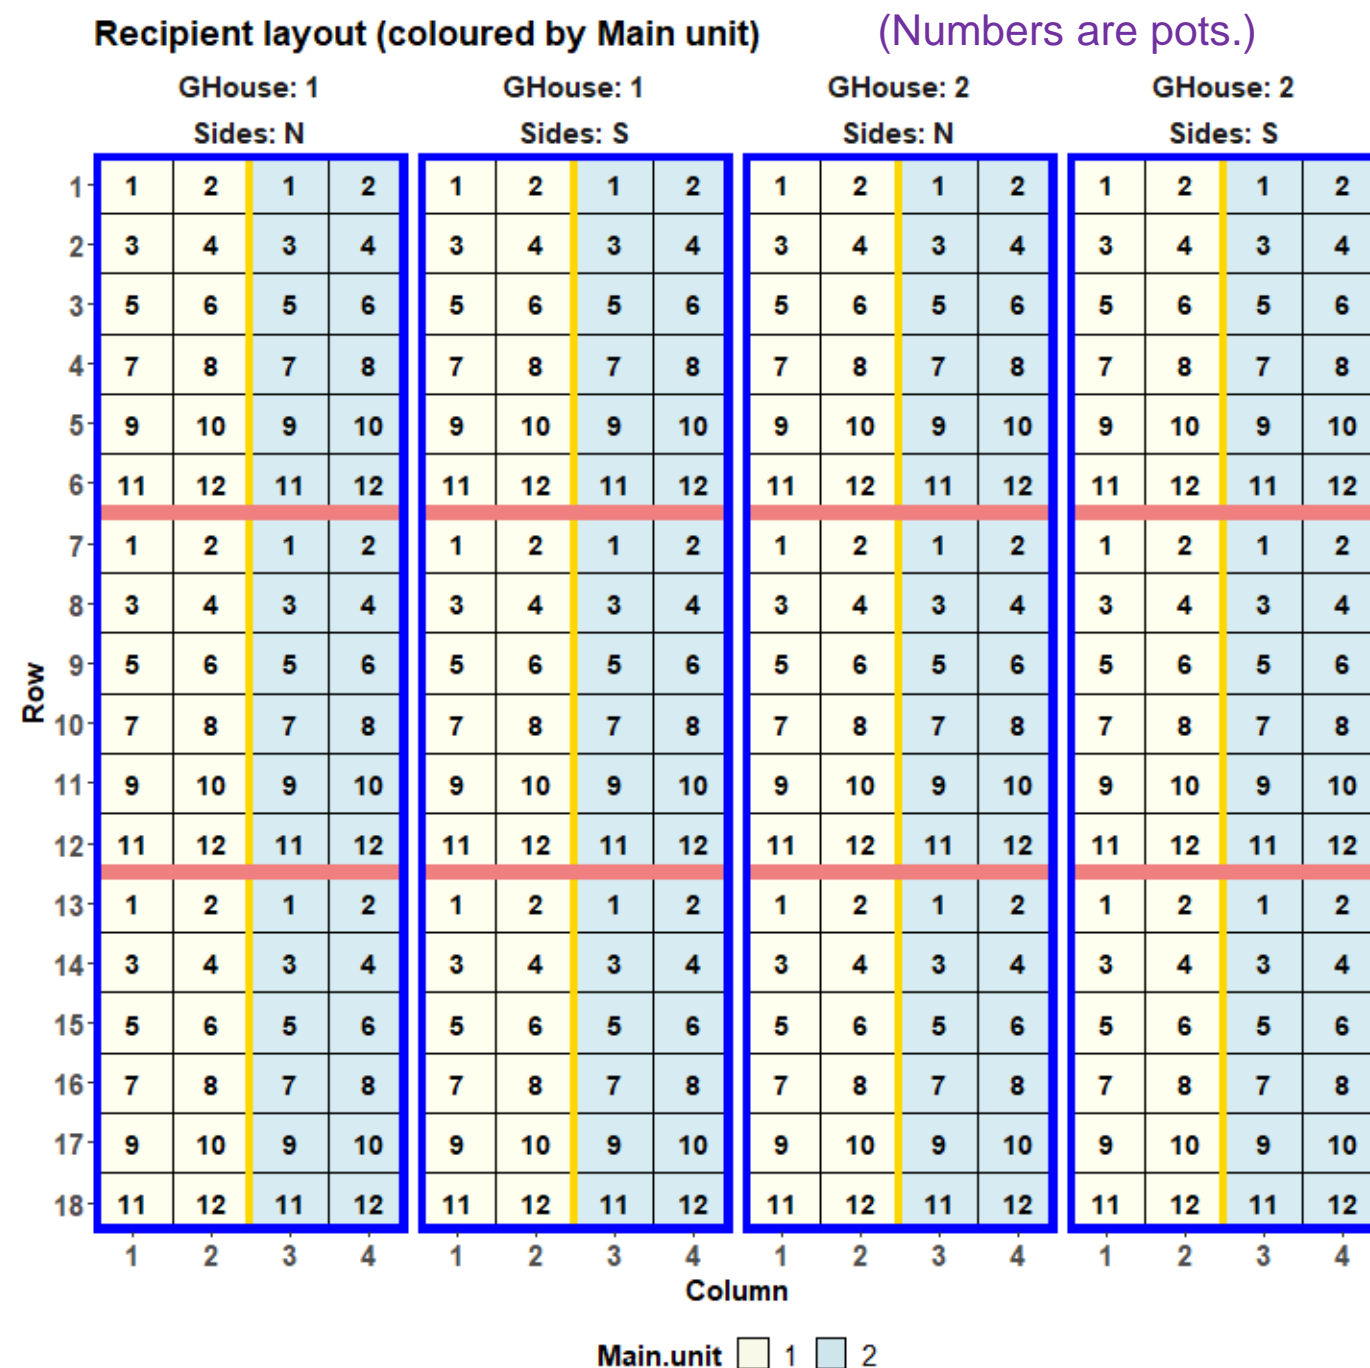 Recipient layout (coloured by Main unit) (Numbers are pots.)
GHouse: 1 GHouse: 1 GHouse: 2 GHouse: 2
Sides: N Sides: S Sides: N Sides: S
1 1 2 1 2 1 2 1 2 1 2 1 2 1 2 1 2
2 3 4 3 4 3 4 3 4 3 4 3 4 3 4 3 4
3 5 6 5 6 5 6 5 6 5 6 5 6 5 6 5 6
4 7 8 7 8 7 8 7 8 7 8 7 8 7 8 7 8
5 9 10 9 10 9 10 9 10 9 10 9 10 9 10 9 10
6 11 12 11 12 11 12 11 12 11 12 11 12 11 12 11 12
7 1 2 1 2 1 2 1 2 1 2 1 2 1 2 1 2
8 3 4 3 4 3 4 3 4 3 4 3 4 3 4 3 4
9 5 6 5 6 5 6 5 6 5 6 5 6 5 6 5 6
Row
10 7 8 7 8 7 8 7 8 7 8 7 8 7 8 7 8
11 9 10 9 10 9 10 9 10 9 10 9 10 9 10 9 10
12 11 12 11 12 11 12 11 12 11 12 11 12 11 12 11 12
13 1 2 1 2 1 2 1 2 1 2 1 2 1 2 1 2
14 3 4 3 4 3 4 3 4 3 4 3 4 3 4 3 4
15 5 6 5 6 5 6 5 6 5 6 5 6 5 6 5 6
16 7 8 7 8 7 8 7 8 7 8 7 8 7 8 7 8
17 9 10 9 10 9 10 9 10 9 10 9 10 9 10 9 10
18 11 12 11 12 11 12 11 12 11 12 11 12 11 12 11 12
1 2 3 4 1 2 3 4 1 2 3 4 1 2 3 4
Column
Main.unit 1 2